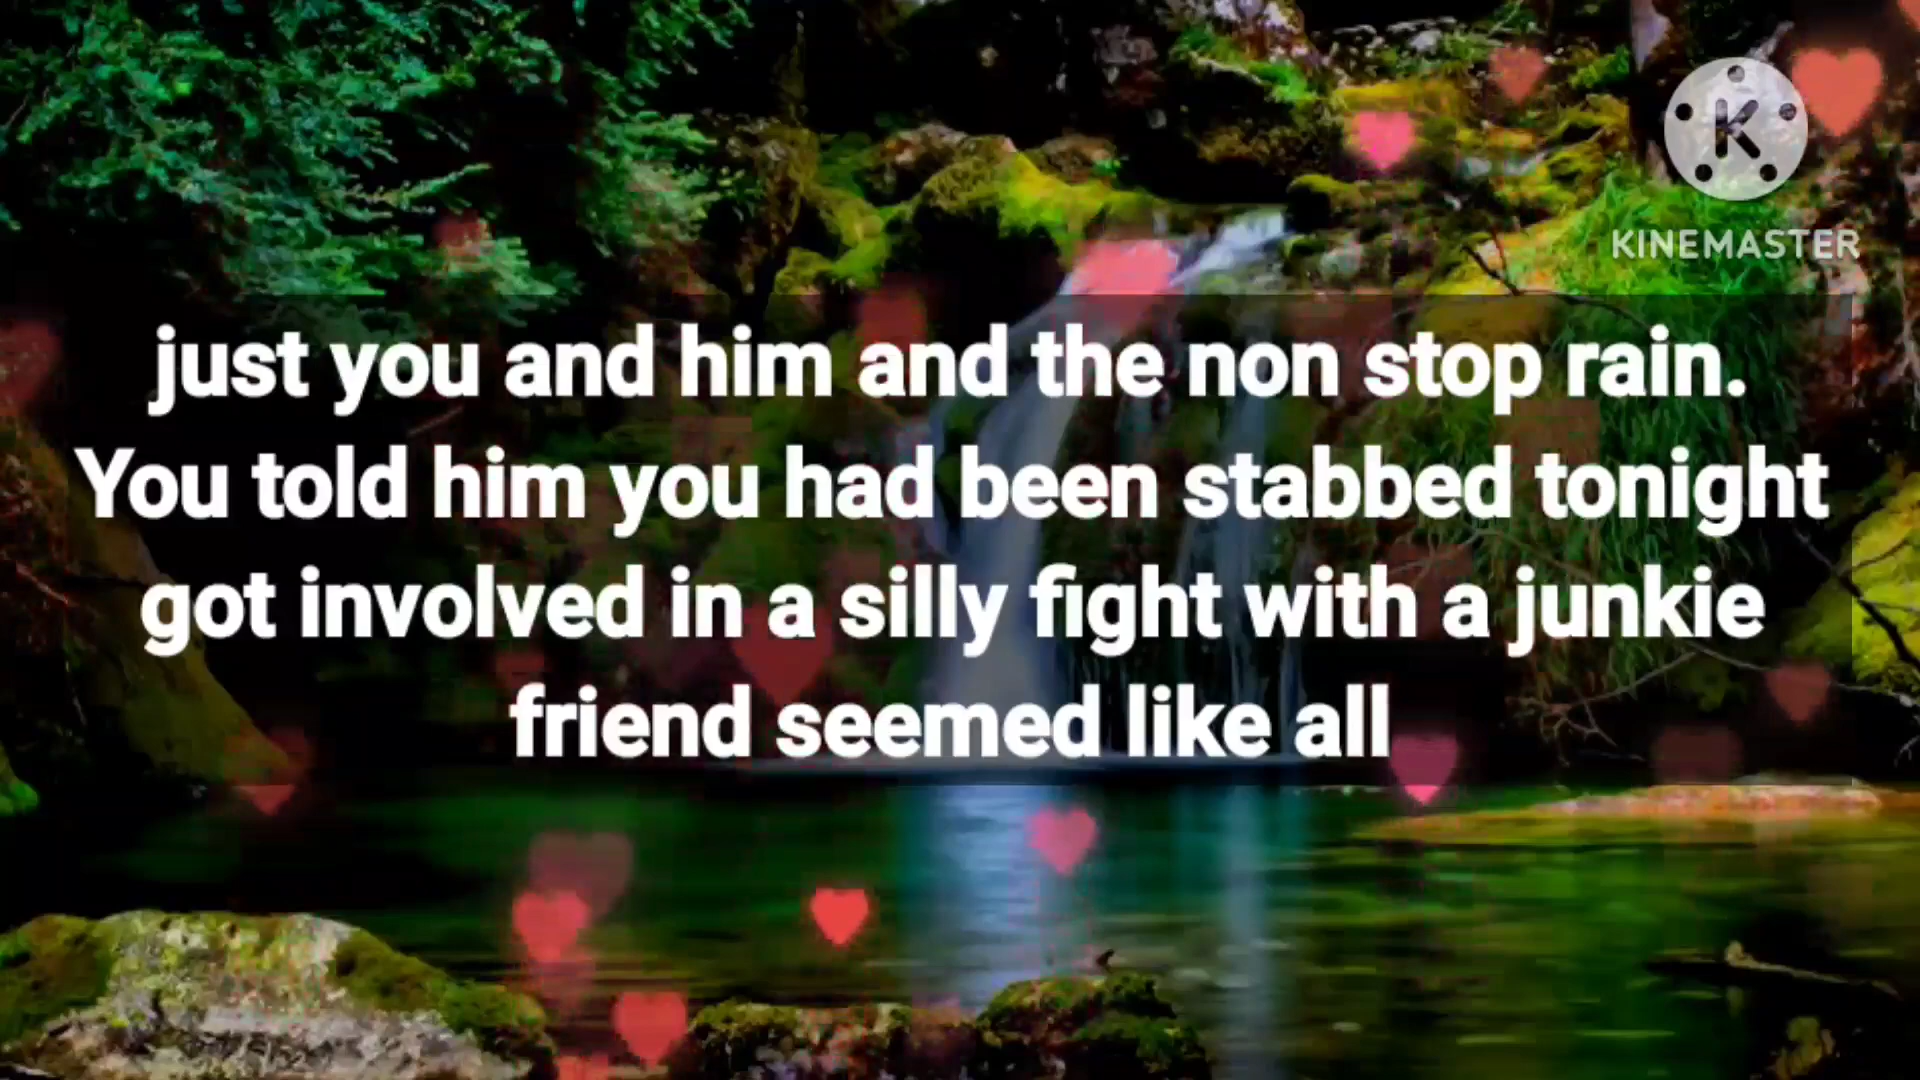 K
KINEMASTER
just you and him and the non stop rain.
You told him you had been stabbed tonight
got involved in a silly fight with a junkie
friend seemed like all